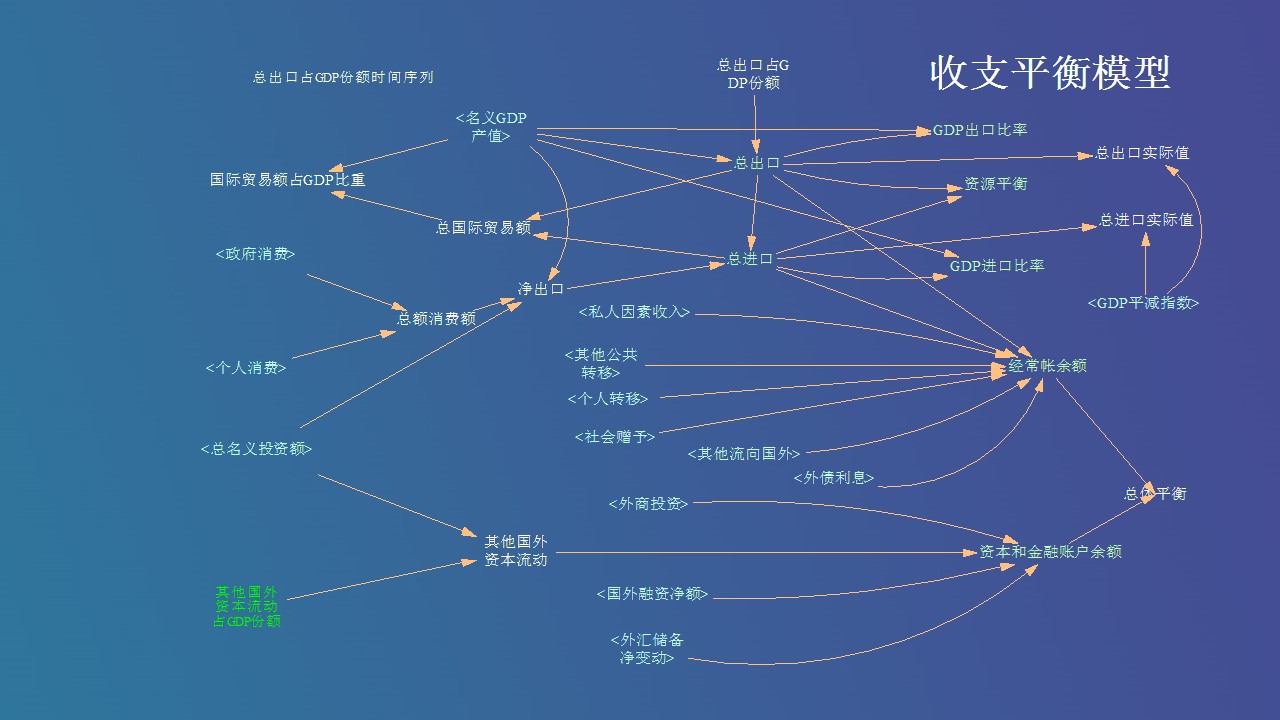 收支平衡模型
总出口占GDP份额时间序列
总出口占G
DP份额
<名义GDP
产值>
GDP出口比率
总出口
总出口实际值
国际贸易额占GDP比重
资源平衡
总国际贸易额
总进口实际值
<政府消费>
总进口
GDP进口比率
净出口
<GDP平减指数>
总额消费额
<私人因素收入>
<其他公共
转移>
<个人消费>
经常帐余额
<个人转移>
<社会赠予>
<总名义投资额>
<其他流向国外>
<外债利息>
总体平衡
<外商投资>
其他国外
资本流动
资本和金融账户余额
其他国外
资本流动
占GDP份额
<国外融资净额>
<外汇储备
净变动>